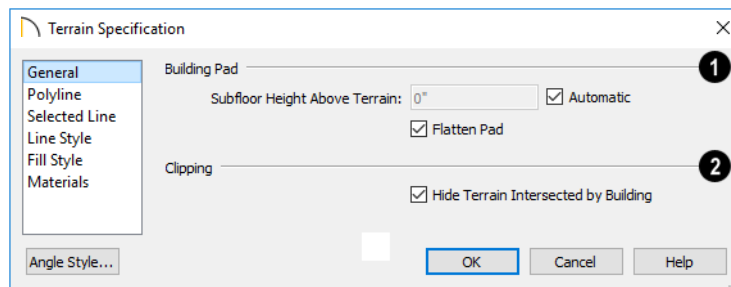 Terrain Specification
General
Polyline
Selected Line
Line Style
Fill Style
Materials
Building Pad
1
Subfloor Height Above Terrain: 0" Automatic
Flatten Pad
Clipping
2
Hide Terrain Intersected by Building
Angle Style...
OK
Cancel
Help